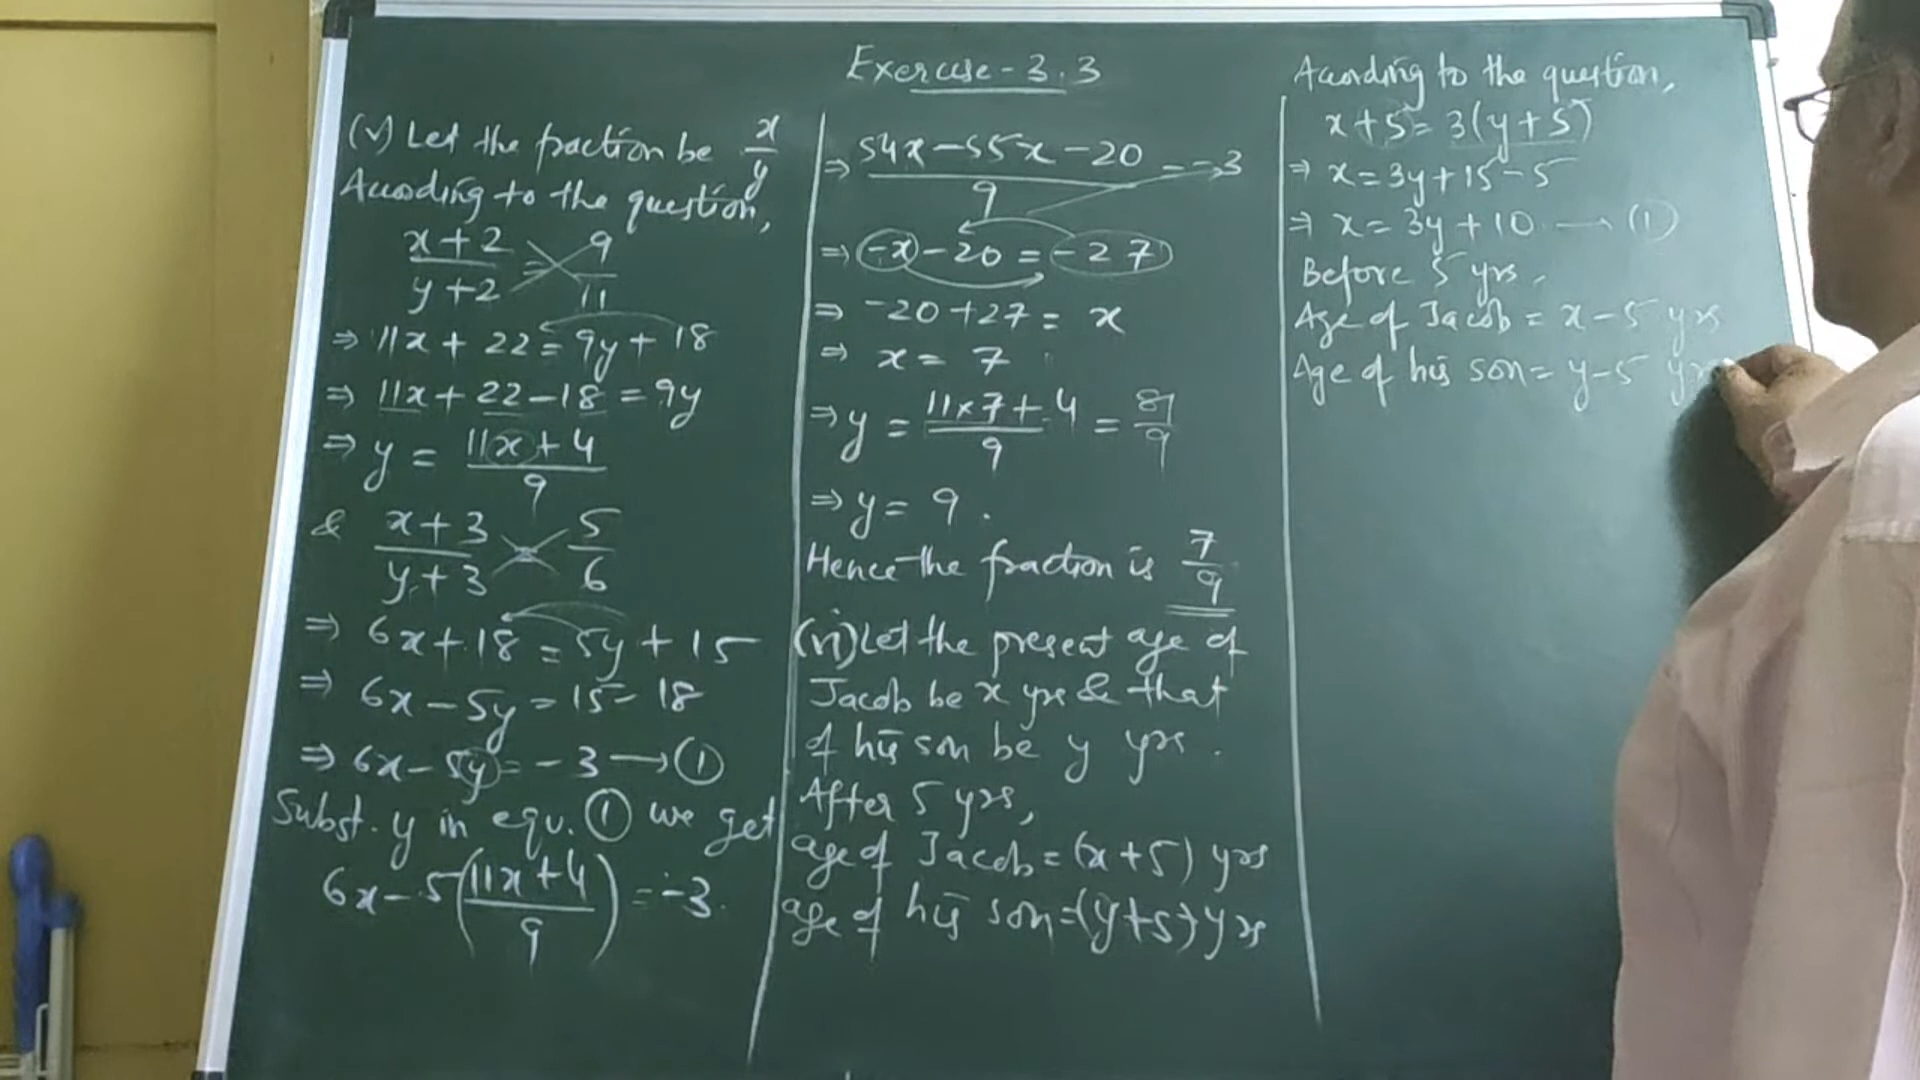 Exercise-3.3
(v) Let the fraction be x/y
According to the question,
x+2/y+2 = 9/11
⇒ 11x + 22 = 9y + 18
⇒ 11x + 22 - 18 = 9y
⇒ y = 11x + 4/9
& x+3/y+3 = 5/6
⇒ 6x + 18 = 5y + 15
⇒ 6x - 5y = 15 - 18
⇒ 6x - 5y = -3 → (1)
Subst. y in equ. (1) we get
6x - 5(11x+4/9) = -3.
⇒ 54x - 55x - 20/9 = -3
⇒ -x - 20 = -27
⇒ -20 + 27 = x
⇒ x = 7
⇒ y = 11×7+4/9 = 81/9
⇒ y = 9.
Hence the fraction is 7/9
(vi) Let the present age of
Jacob be x yrs & that
of his son be y yrs.
After 5 yrs,
age of Jacob = (x+5) yrs
age of his son = (y+5) yrs
According to the question,
x+5 = 3(y+5)
⇒ x = 3y + 15 - 5
⇒ x = 3y + 10 → (1)
Before 5 yrs,
Age of Jacob = x - 5 yrs
Age of his son = y - 5 yrs